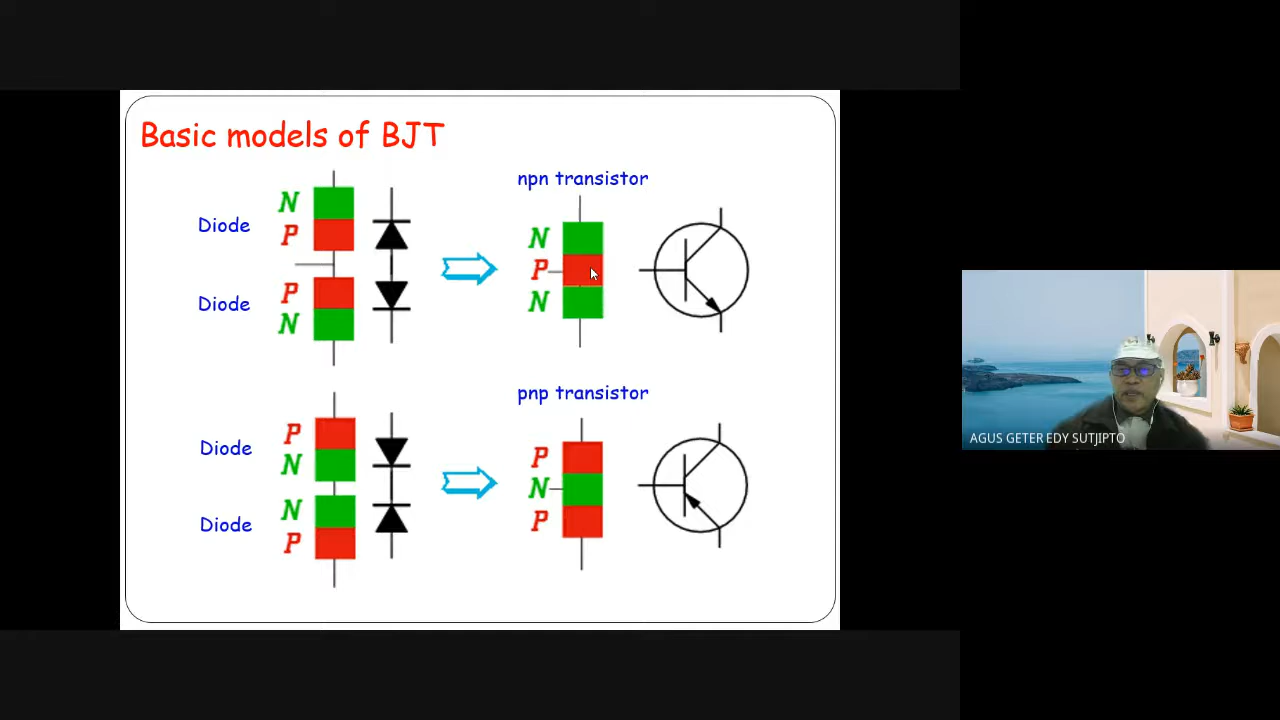 Basic models of BJT
npn transistor
N
Diode
P
P
Diode
N
N
P
N
pnp transistor
P
Diode
N
N
Diode
P
P
N
P
AGUS GETER EDY SUTJIPTO